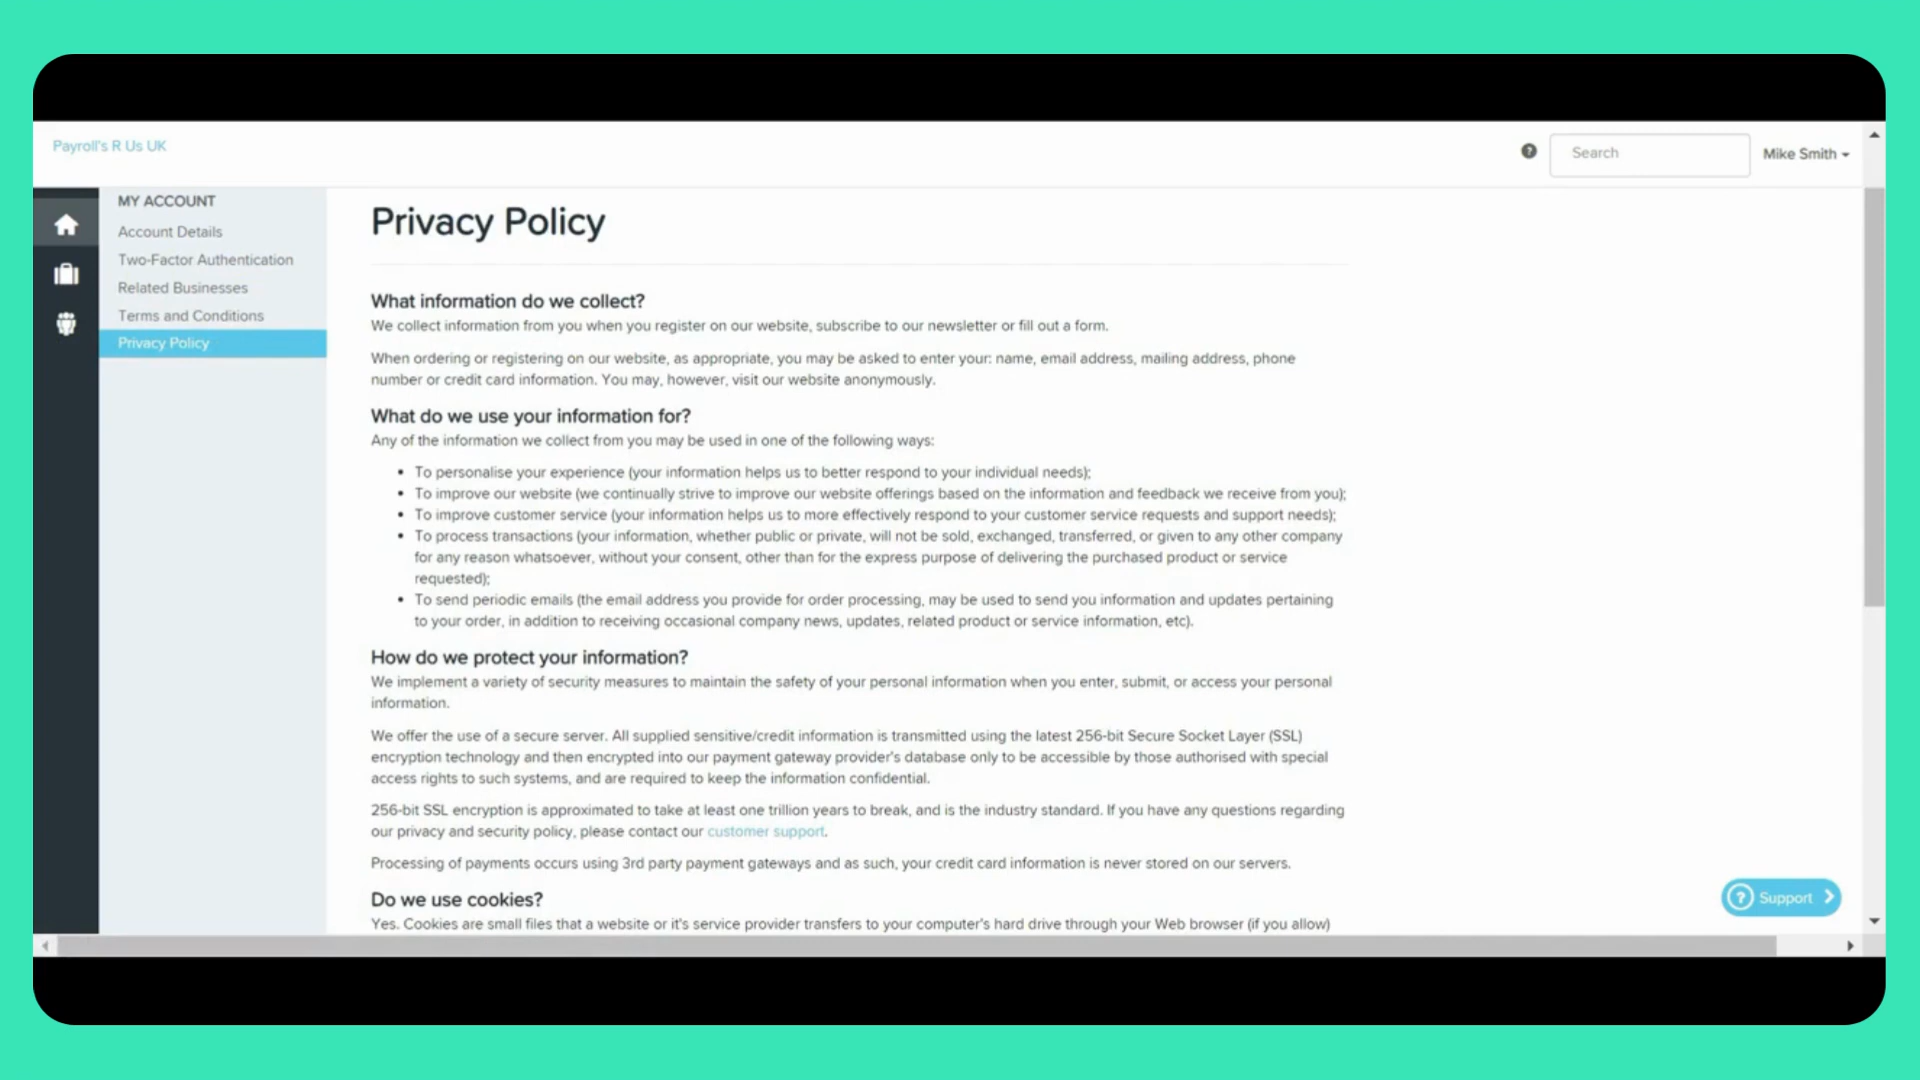 Payroll's R Us UK
Search
Mike Smith
MY ACCOUNT
Account Details
Two-Factor Authentication
Related Businesses
Terms and Conditions
Privacy Policy
Privacy Policy
What information do we collect?
We collect information from you when you register on our website, subscribe to our newsletter or fill out a form.
When ordering or registering on our website, as appropriate, you may be asked to enter your: name, email address, mailing address, phone
number or credit card information. You may, however, visit our website anonymously.
What do we use your information for?
Any of the information we collect from you may be used in one of the following ways:
• To personalise your experience (your information helps us to better respond to your individual needs);
• To improve our website (we continually strive to improve our website offerings based on the information and feedback we receive from you);
• To improve customer service (your information helps us to more effectively respond to your customer service requests and support needs);
• To process transactions (your information, whether public or private, will not be sold, exchanged, transferred, or given to any other company
for any reason whatsoever, without your consent, other than for the express purpose of delivering the purchased product or service
requested);
• To send periodic emails (the email address you provide for order processing, may be used to send you information and updates pertaining
to your order, in addition to receiving occasional company news, updates, related product or service information, etc).
How do we protect your information?
We implement a variety of security measures to maintain the safety of your personal information when you enter, submit, or access your personal
information.
We offer the use of a secure server. All supplied sensitive/credit information is transmitted using the latest 256-bit Secure Socket Layer (SSL)
encryption technology and then encrypted into our payment gateway provider's database only to be accessible by those authorised with special
access rights to such systems, and are required to keep the information confidential.
256-bit SSL encryption is approximated to take at least one trillion years to break, and is the industry standard. If you have any questions regarding
our privacy and security policy, please contact our customer support.
Processing of payments occurs using 3rd party payment gateways and as such, your credit card information is never stored on our servers.
Do we use cookies?
Yes. Cookies are small files that a website or it's service provider transfers to your computer's hard drive through your Web browser (if you allow)
? Support